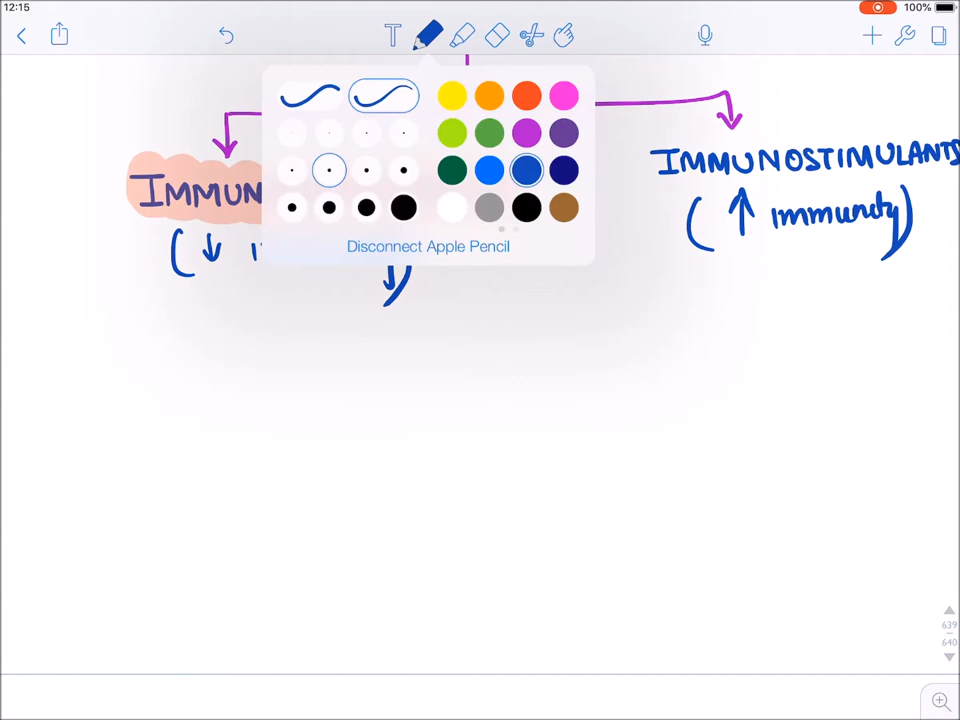 12:15
100%
T
IMMUNOSTIMULANTS
IMMUN
(↑ immunity)
(↓
Disconnect Apple Pencil
639
640